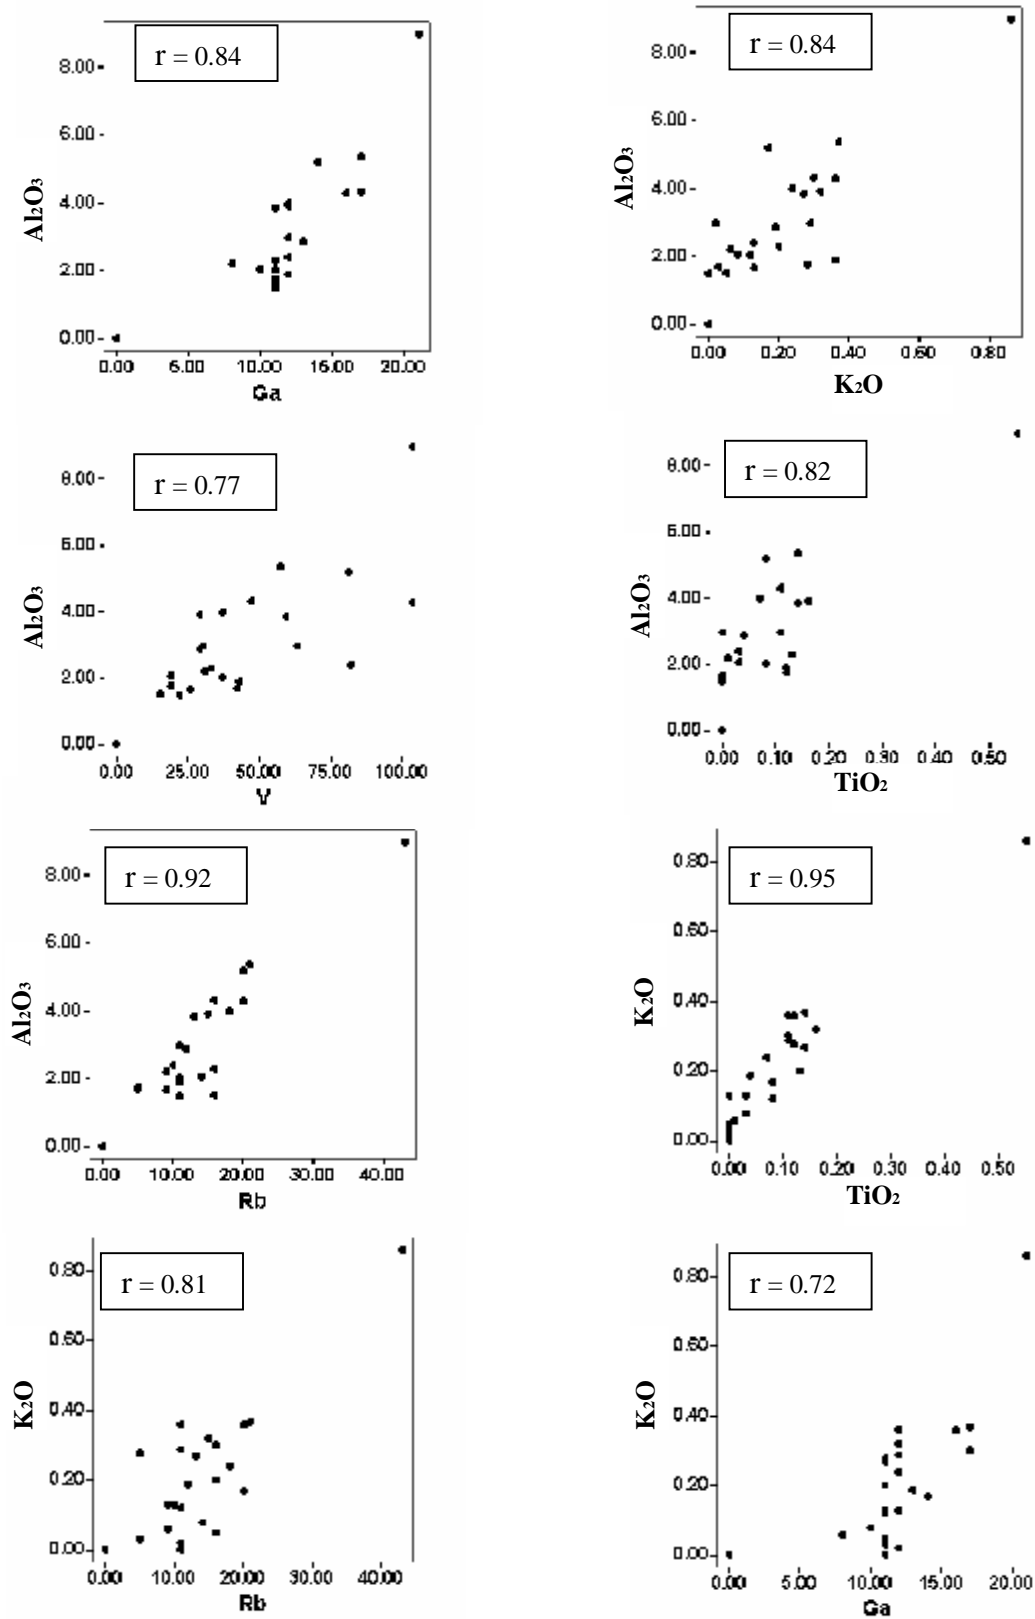 r = 0.84
8.00
6.00
4.00
2.00
0.00
Al₂O₃
0.00 5.00 10.00 15.00 20.00
Ga
r = 0.84
8.00
6.00
4.00
2.00
0.00
Al₂O₃
0.00 0.20 0.40 0.60 0.80
K₂O
r = 0.77
8.00
6.00
4.00
2.00
0.00
Al₂O₃
0.00 25.00 50.00 75.00 100.00
Y
r = 0.82
8.00
6.00
4.00
2.00
0.00
Al₂O₃
0.00 0.10 0.20 0.30 0.40 0.50
TiO₂
r = 0.92
8.00
6.00
4.00
2.00
0.00
Al₂O₃
0.00 10.00 20.00 30.00 40.00
Rb
r = 0.95
0.80
0.60
0.40
0.20
0.00
K₂O
0.00 0.10 0.20 0.30 0.40 0.50
TiO₂
r = 0.81
0.80
0.60
0.40
0.20
0.00
K₂O
0.00 10.00 20.00 30.00 40.00
Rb
r = 0.72
0.80
0.60
0.40
0.20
0.00
K₂O
0.00 5.00 10.00 15.00 20.00
Ga